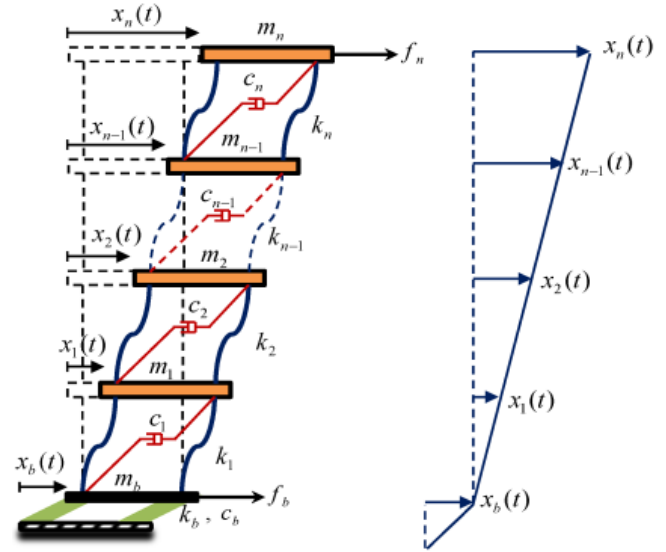 x_n(t)
m_n
f_n
x_n(t)
c_n
x_{n-1}(t)
m_{n-1}
k_n
x_{n-1}(t)
c_{n-1}
x_2(t)
m_2
k_{n-1}
x_2(t)
c_2
x_1(t)
m_1
k_2
x_1(t)
c_1
x_b(t)
m_b
k_1
x_b(t)
k_b , c_b
f_b